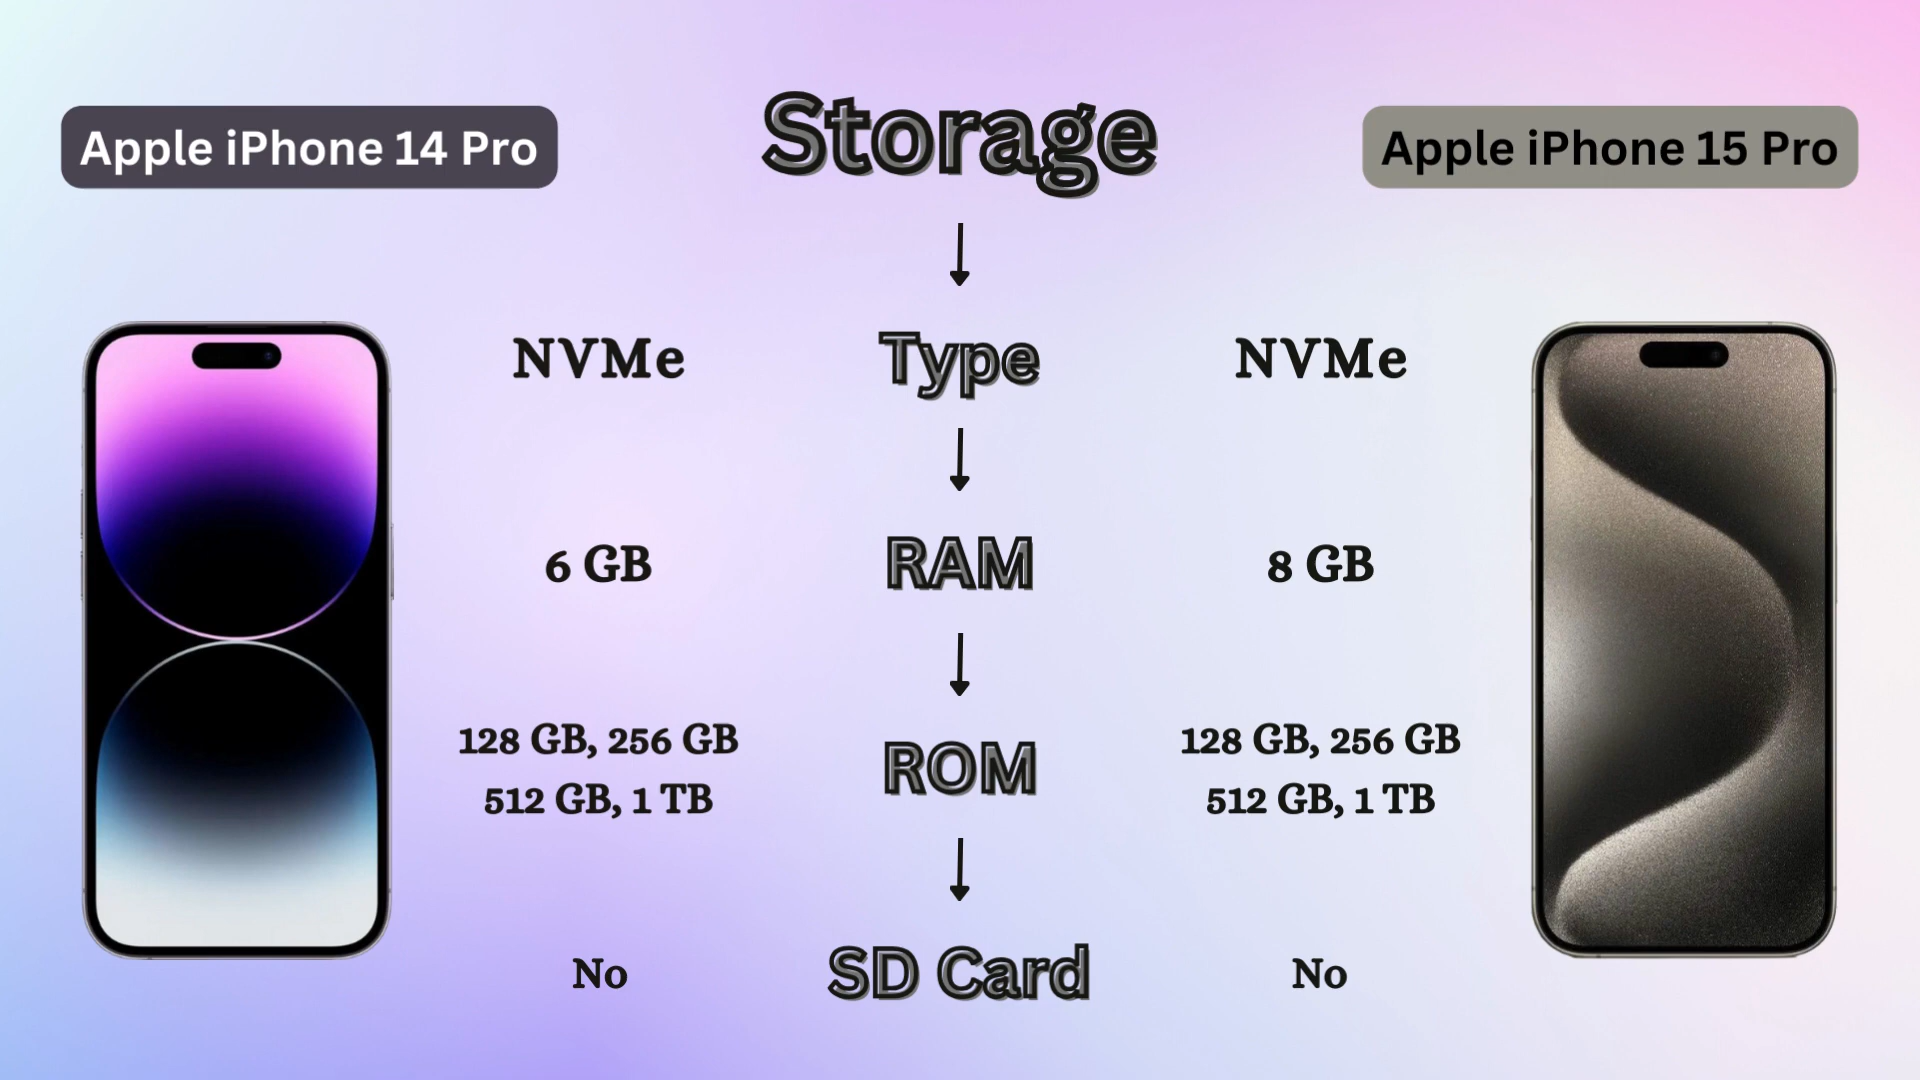 Apple iPhone 14 Pro
Storage
Apple iPhone 15 Pro
NVMe
Type
NVMe
6 GB
RAM
8 GB
128 GB, 256 GB
512 GB, 1 TB
ROM
128 GB, 256 GB
512 GB, 1 TB
No
SD Card
No